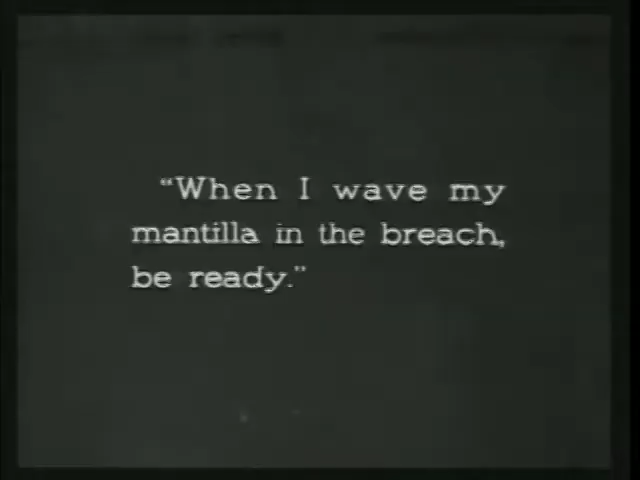 “When I wave my
mantilla in the breach,
be ready.”